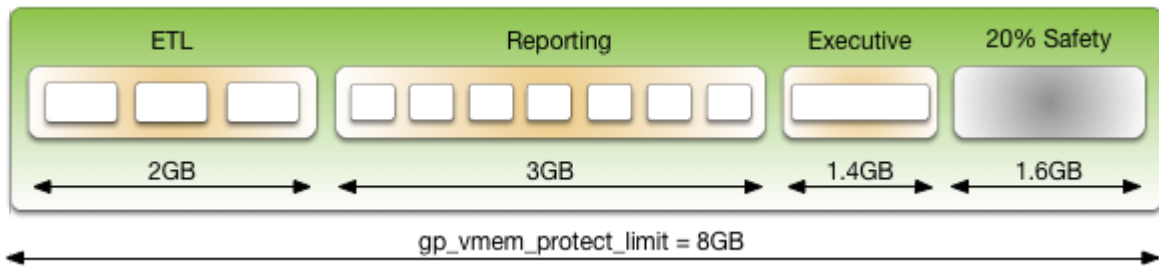 ETL Reporting Executive 20% Safety
2GB 3GB 1.4GB 1.6GB
gp_vmem_protect_limit = 8GB